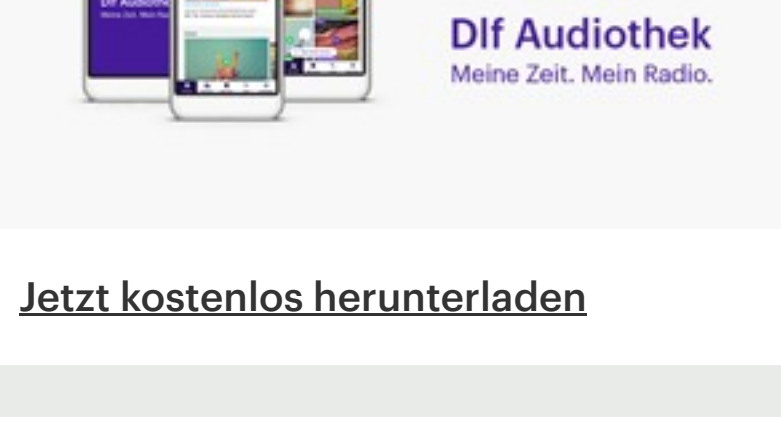 Dlf Audiothek
Meine Zeit. Mein Radio.
Jetzt kostenlos herunterladen